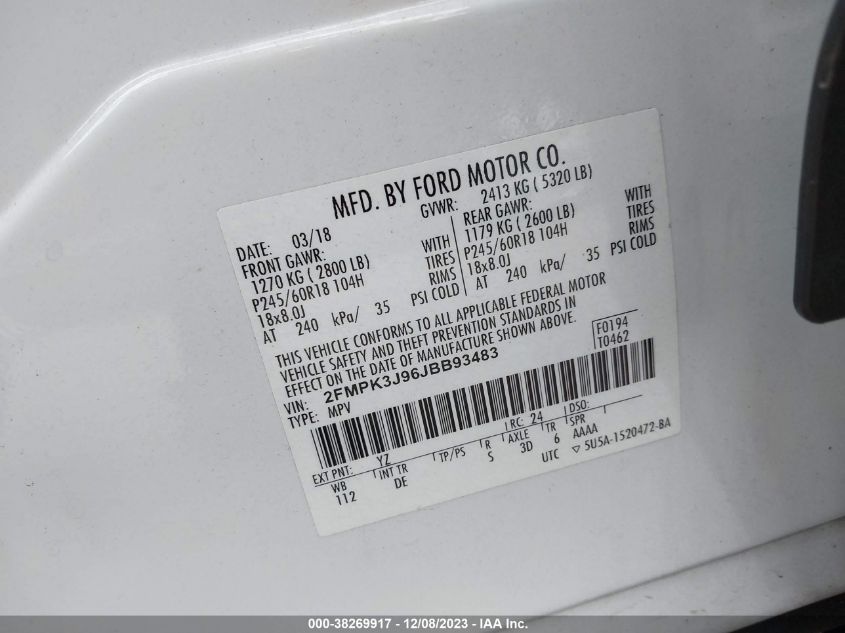 MFD. BY FORD MOTOR CO.
DATE: 03/18
GVWR: 2413 KG ( 5320 LB)
FRONT GAWR:
1270 KG ( 2800 LB)
WITH
P245/60R18 104H
TIRES
18x8.0J
RIMS
AT 240 kPa/ 35 PSI COLD
REAR GAWR:
1179 KG ( 2600 LB)
WITH
P245/60R18 104H
TIRES
18x8.0J
RIMS
AT 240 kPa/ 35 PSI COLD
THIS VEHICLE CONFORMS TO ALL APPLICABLE FEDERAL MOTOR
VEHICLE SAFETY AND THEFT PREVENTION STANDARDS IN
EFFECT ON THE DATE OF MANUFACTURE SHOWN ABOVE.
VIN: 2FMPK3J96JBB93483
TYPE: MPV
F0194
T0462
EXT PNT: YZ
RC: 24
DSO:
WB INT TR TP/PS R AXLE TR SPR
112 DE S 3D 6 AAAA
UTC ▽ 5U5A-1520472-BA
000-38269917 - 12/08/2023 - IAA Inc.